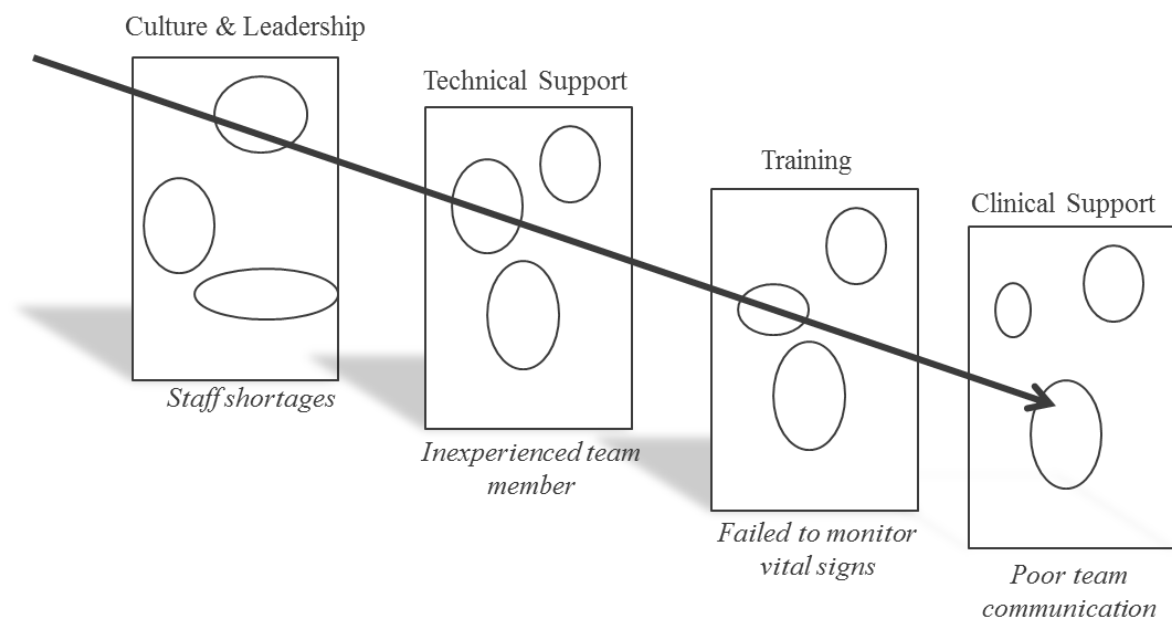 Culture & Leadership
Technical Support
Training
Clinical Support
Staff shortages
Inexperienced team
member
Failed to monitor
vital signs
Poor team
communication